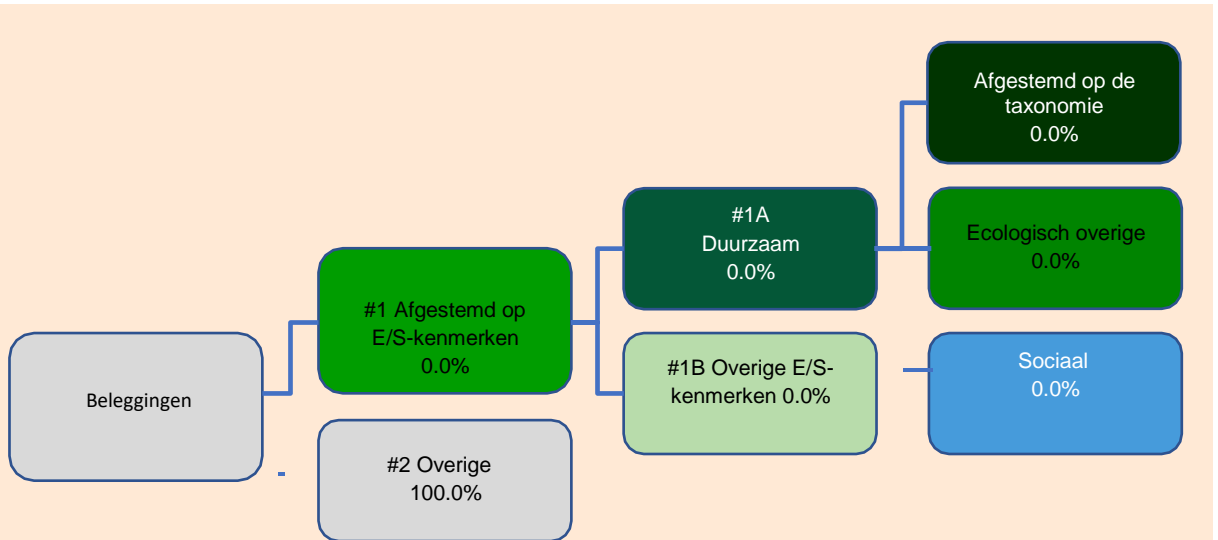 Afgestemd op de
taxonomie
0.0%
#1A
Duurzaam
0.0%
Ecologisch overige
0.0%
#1 Afgestemd op
E/S-kenmerken
0.0%
#1B Overige E/S-
kenmerken 0.0%
Sociaal
0.0%
Beleggingen
#2 Overige
100.0%